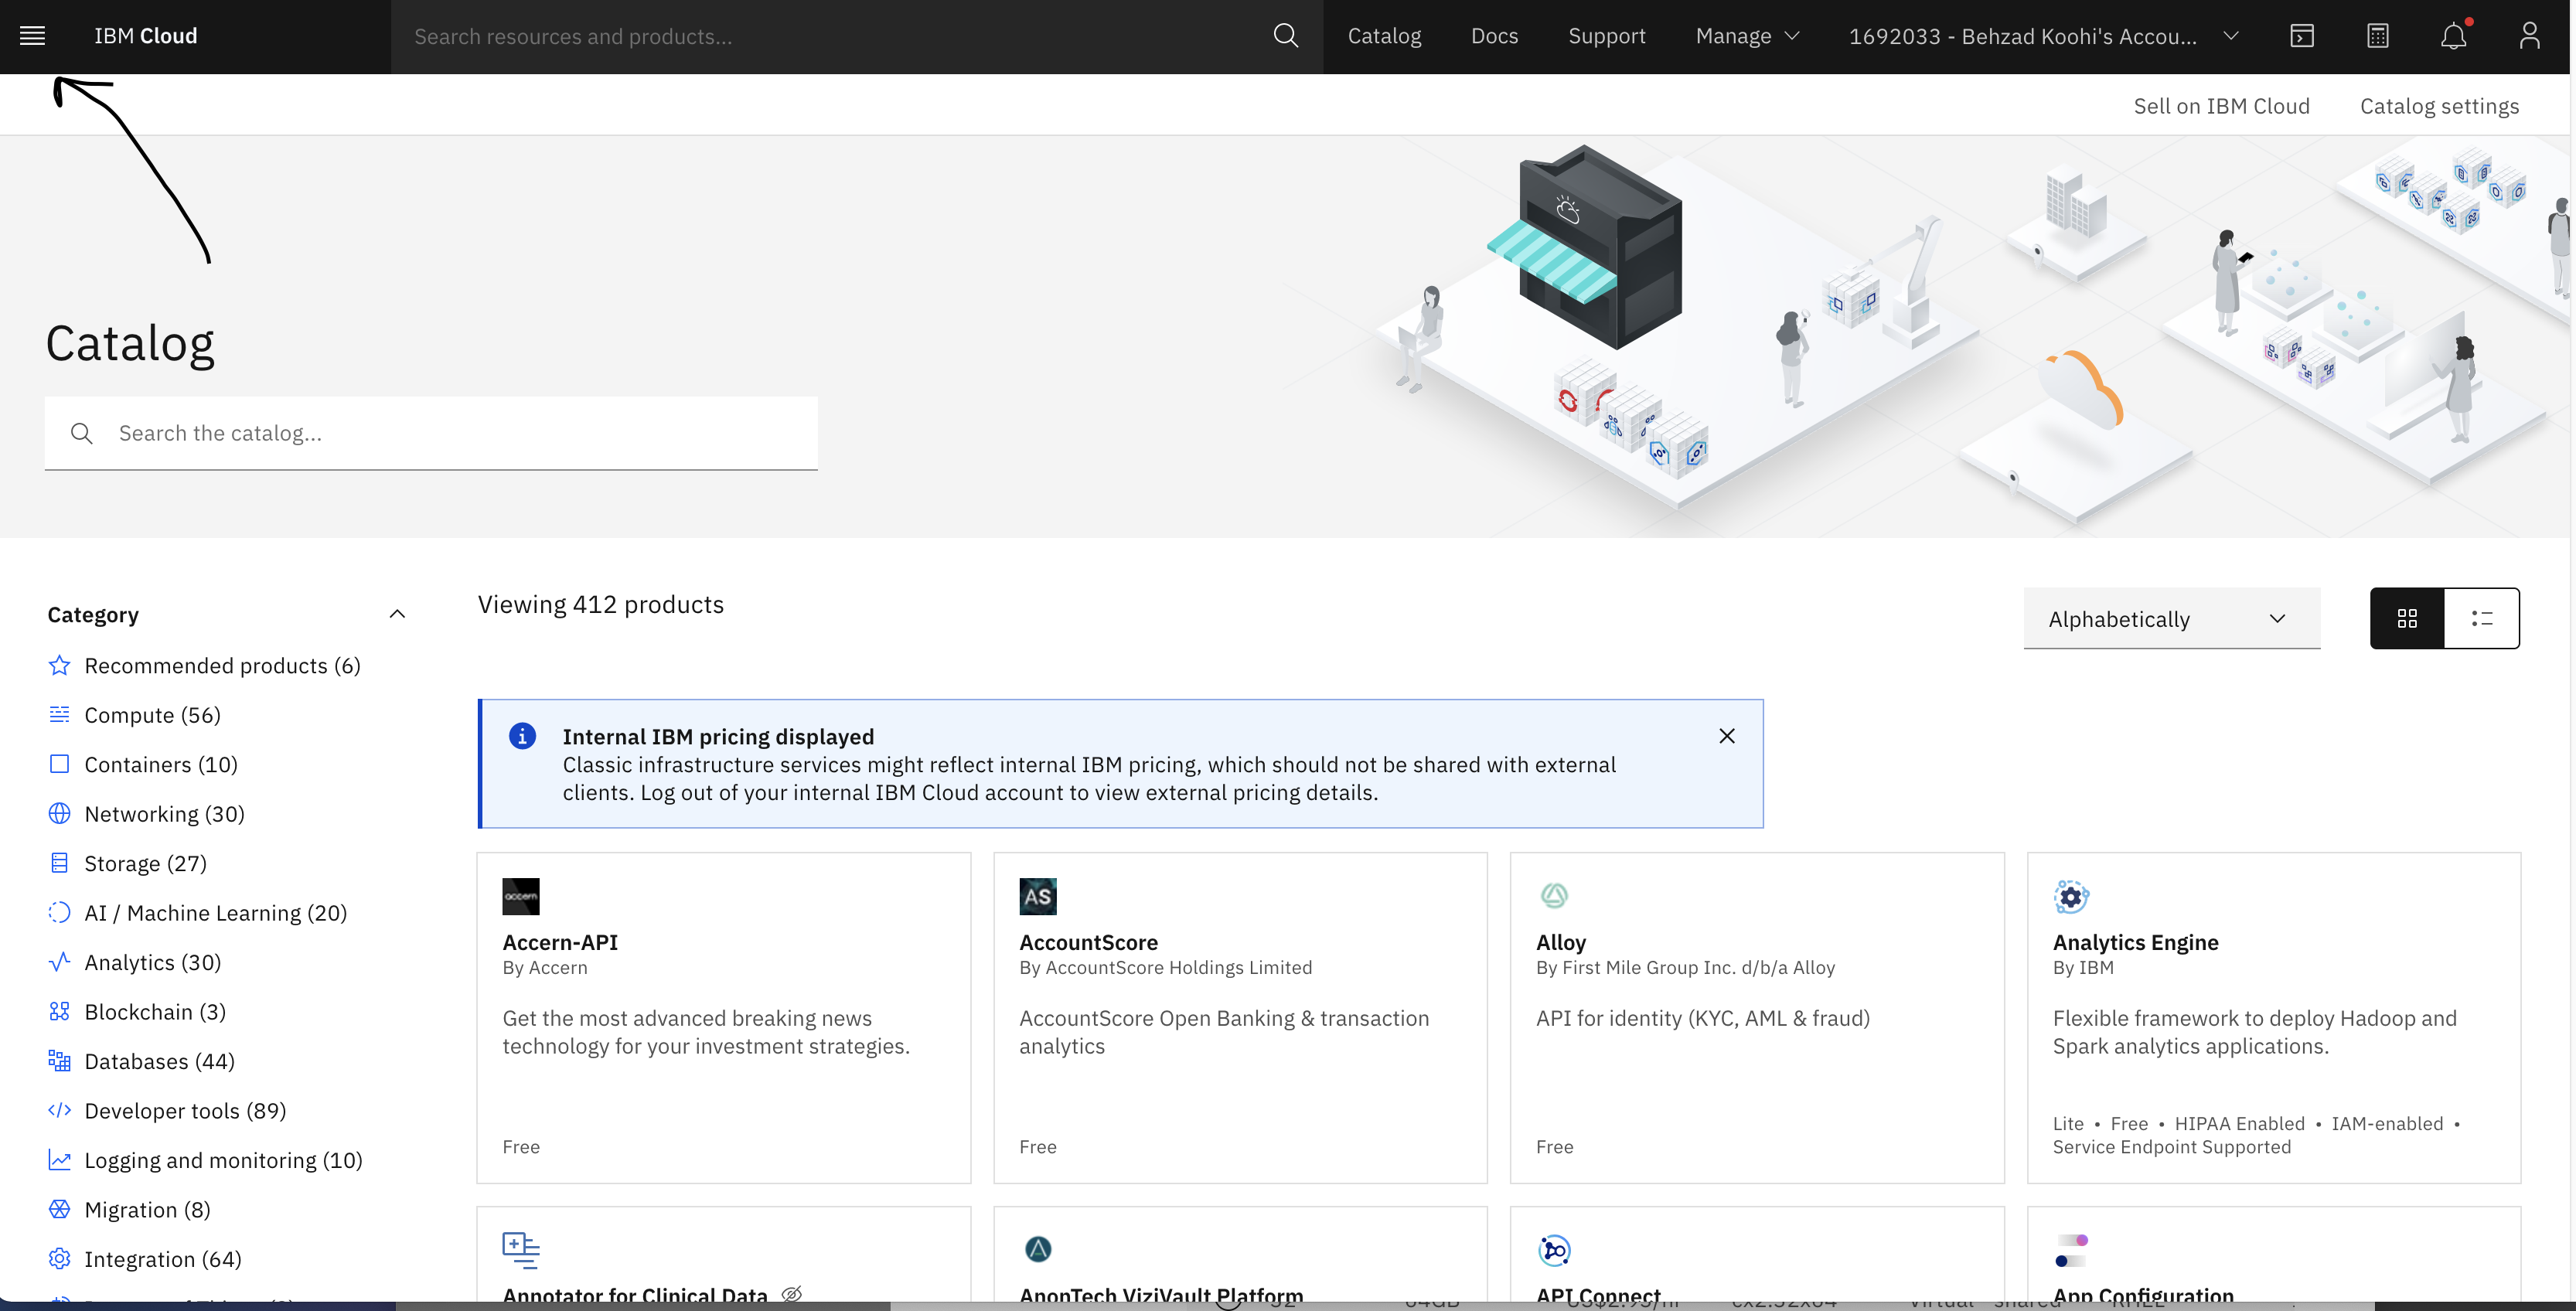 IBM Cloud
Search resources and products...
Catalog
Docs
Support
Manage
1692033 - Behzad Koohi's Accou...
Sell on IBM Cloud
Catalog settings
Catalog
Search the catalog...
Category
Recommended products (6)
Compute (56)
Containers (10)
Networking (30)
Storage (27)
AI / Machine Learning (20)
Analytics (30)
Blockchain (3)
Databases (44)
Developer tools (89)
Logging and monitoring (10)
Migration (8)
Integration (64)
Viewing 412 products
Alphabetically
Internal IBM pricing displayed
Classic infrastructure services might reflect internal IBM pricing, which should not be shared with external
clients. Log out of your internal IBM Cloud account to view external pricing details.
accern
Accern-API
By Accern
Get the most advanced breaking news
technology for your investment strategies.
Free
AS
AccountScore
By AccountScore Holdings Limited
AccountScore Open Banking & transaction
analytics
Free
Alloy
By First Mile Group Inc. d/b/a Alloy
API for identity (KYC, AML & fraud)
Free
Analytics Engine
By IBM
Flexible framework to deploy Hadoop and
Spark analytics applications.
Lite • Free • HIPAA Enabled • IAM-enabled •
Service Endpoint Supported
Annotator for Clinical Data
AnonTech ViziVault Platform
API Connect
App Configuration